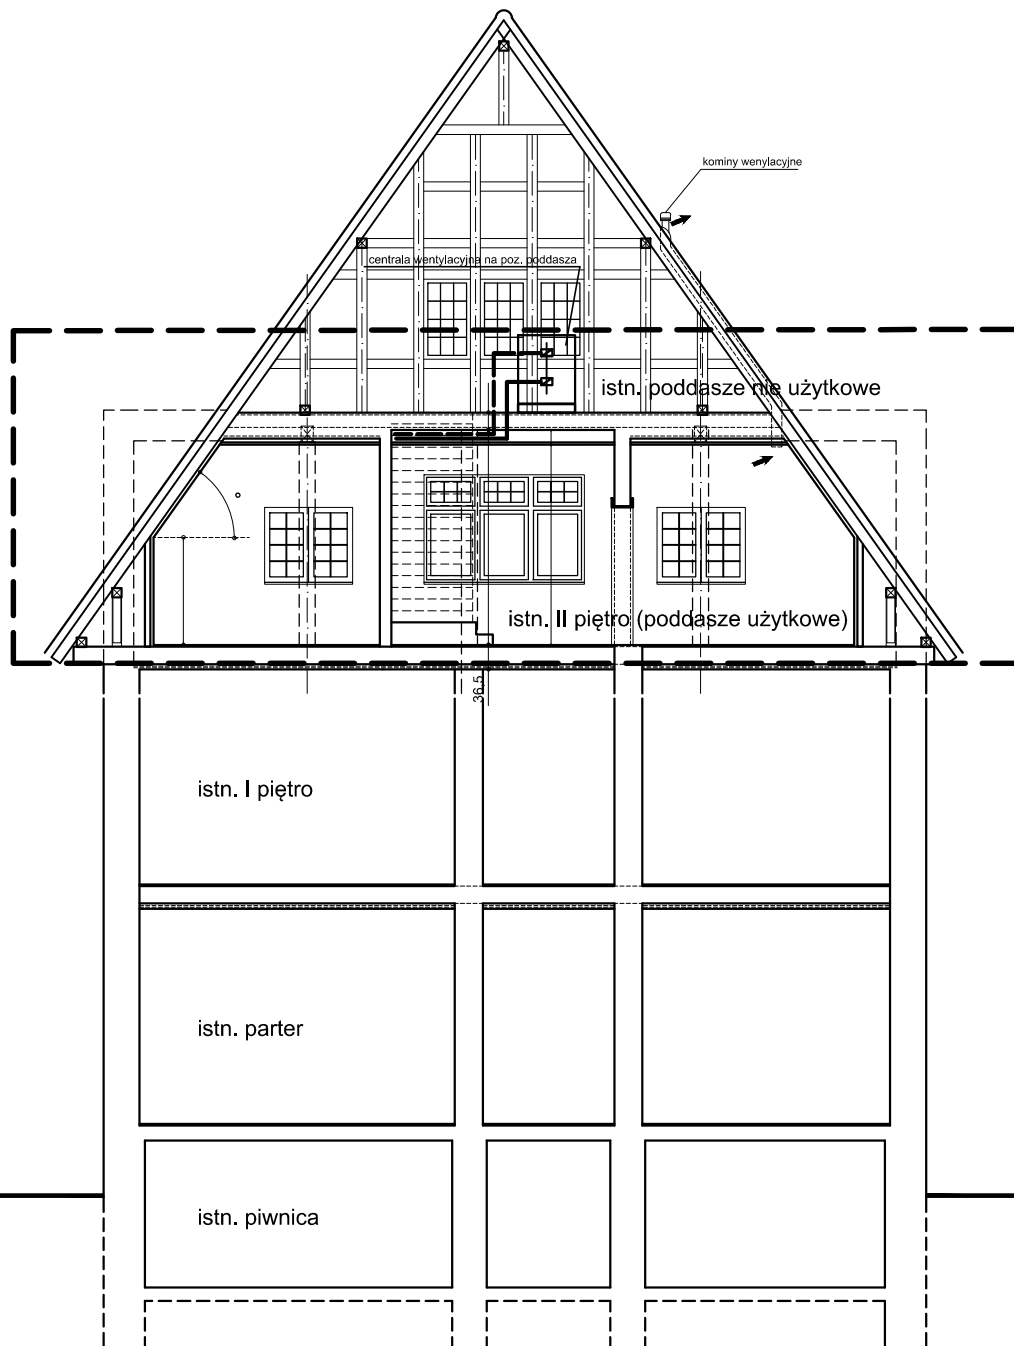 kominy wenylacyjne
centrala wentylacyjna na poz. poddasza
istn. poddasze nie użytkowe
istn. II piętro (poddasze użytkowe)
36,5
istn. I piętro
istn. parter
istn. piwnica